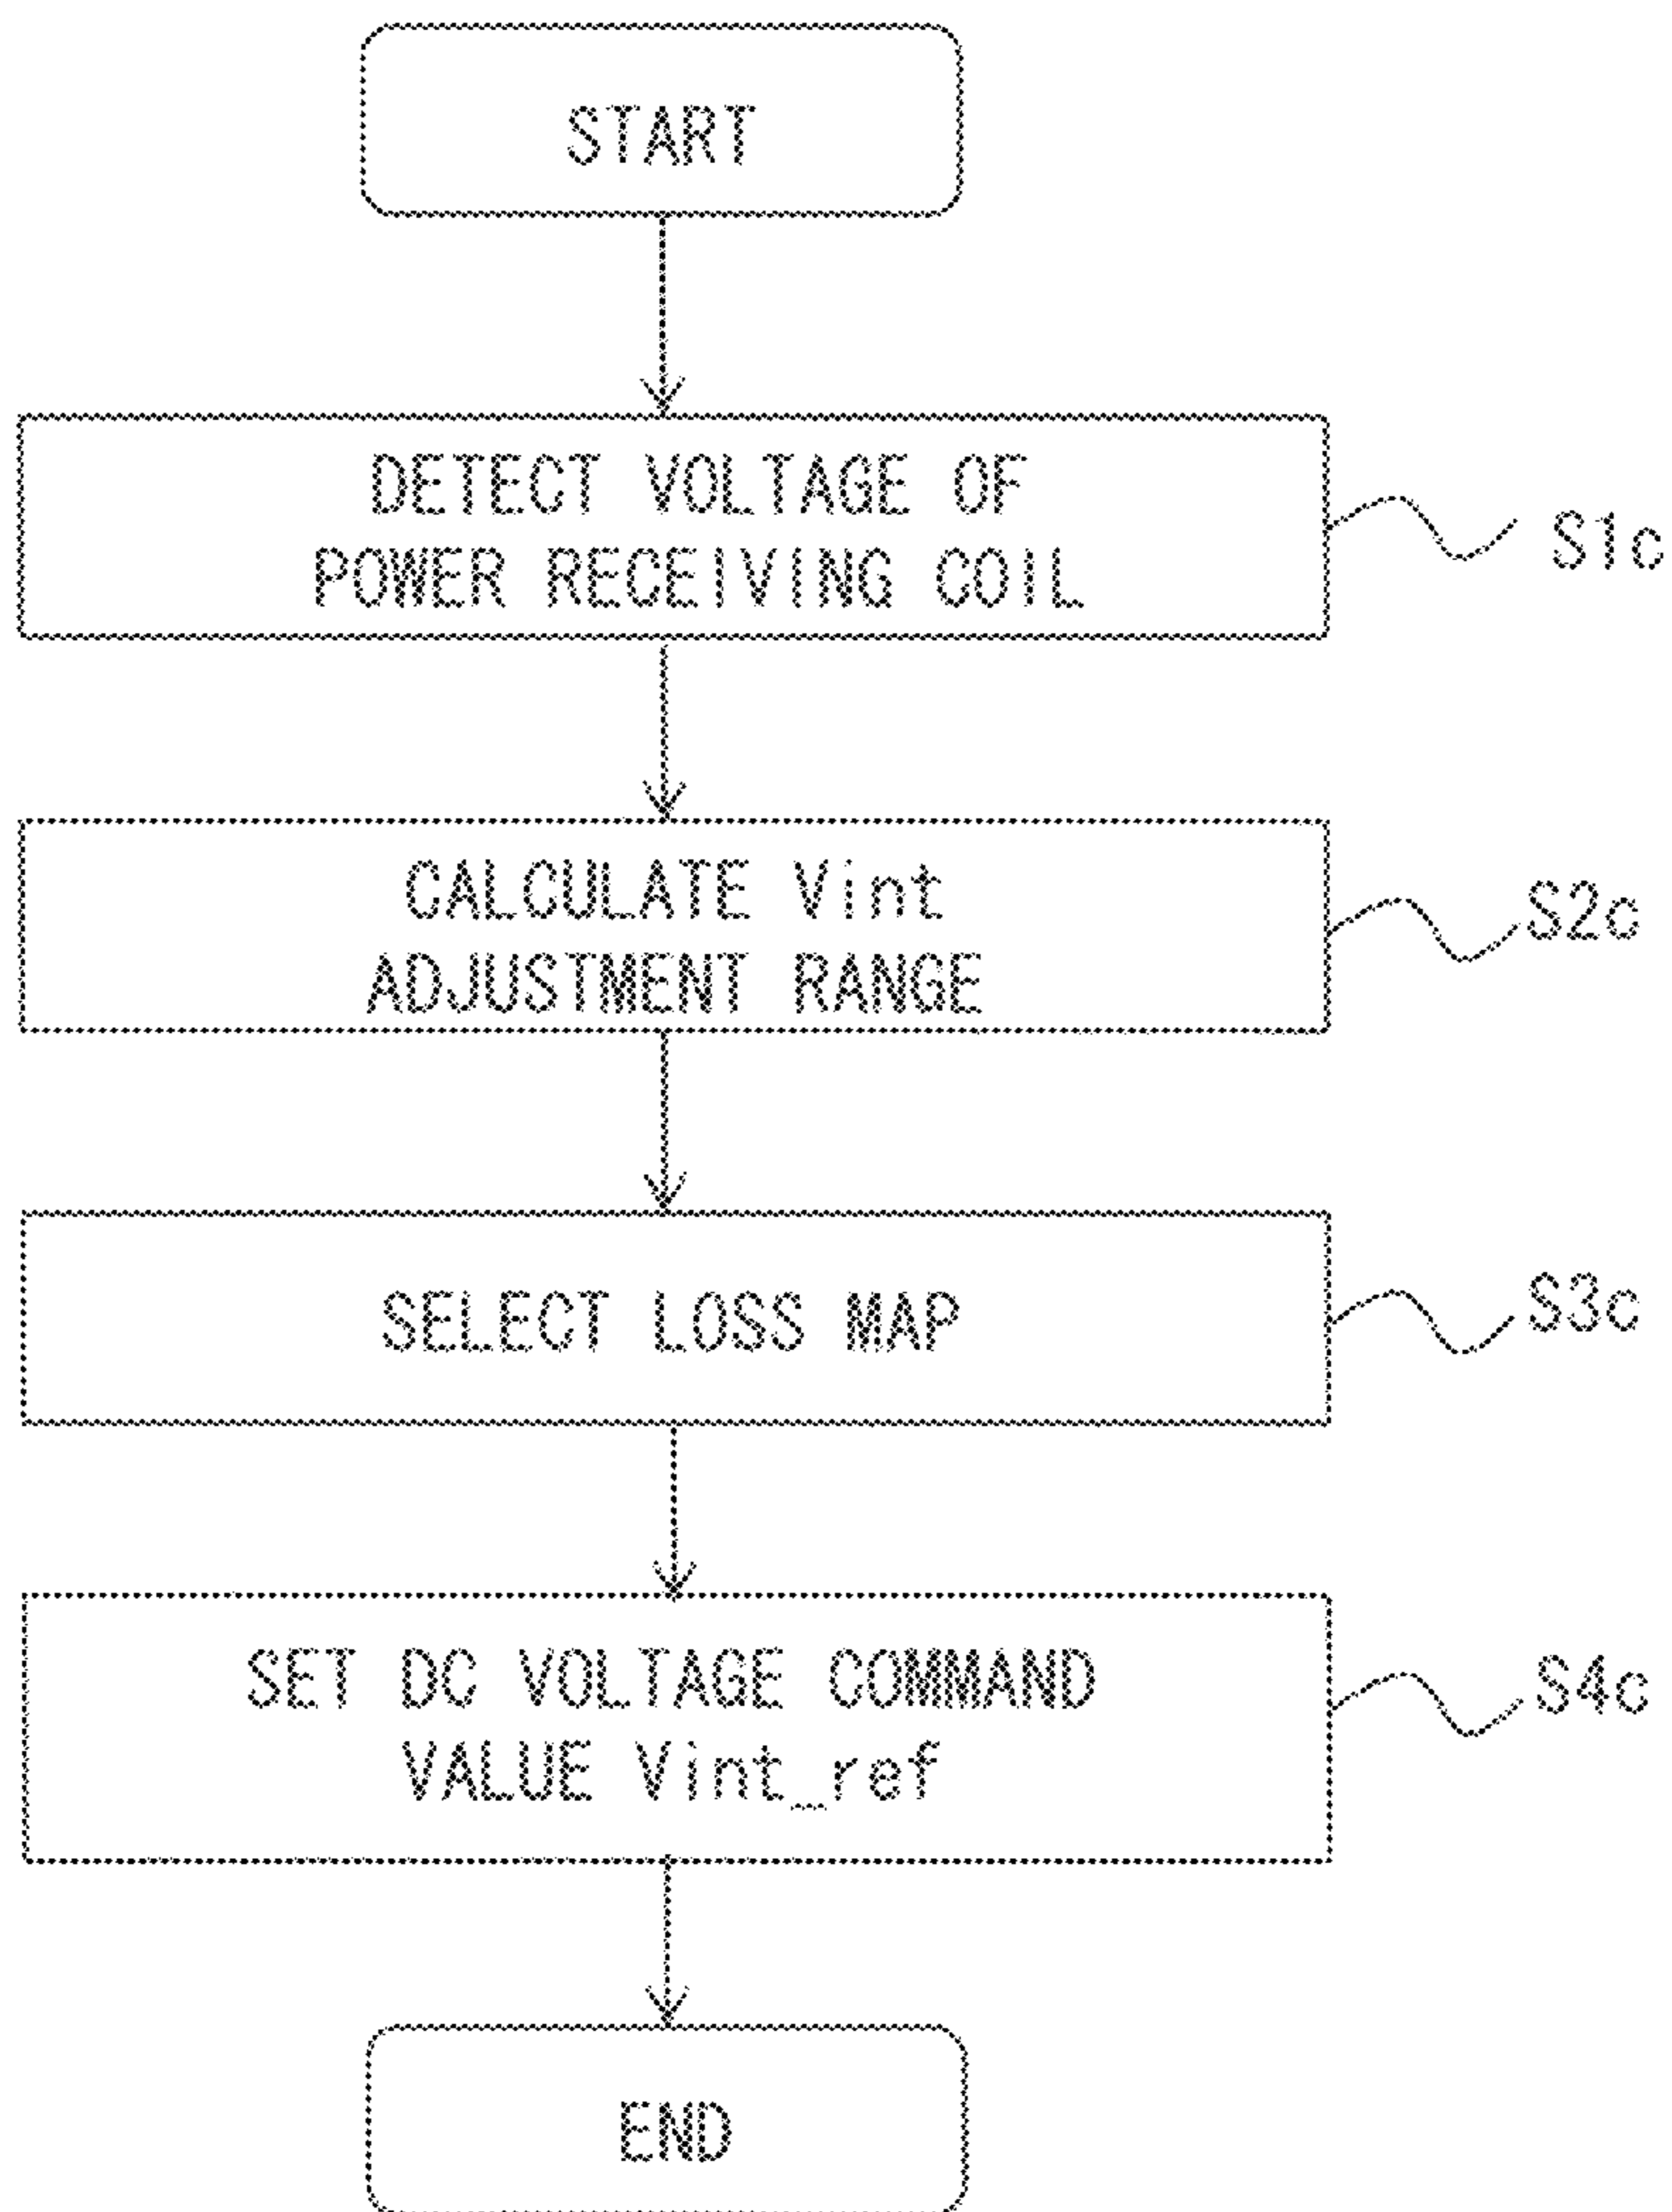 START
DETECT VOLTAGE OF
POWER RECEIVING COIL
S1c
CALCULATE Vint
ADJUSTMENT RANGE
S2c
SELECT LOSS MAP
S3c
SET DC VOLTAGE COMMAND
VALUE Vint_ref
S4c
END